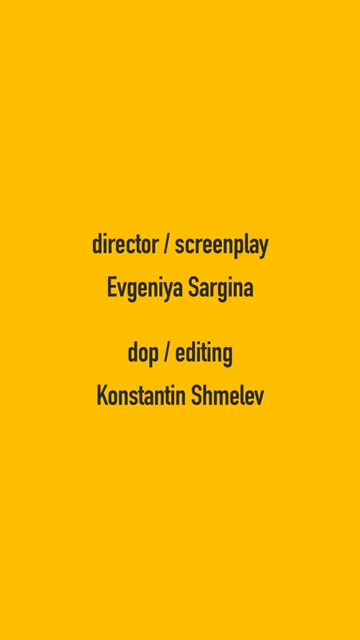 director / screenplay
Evgeniya Sargina
dop / editing
Konstantin Shmelev